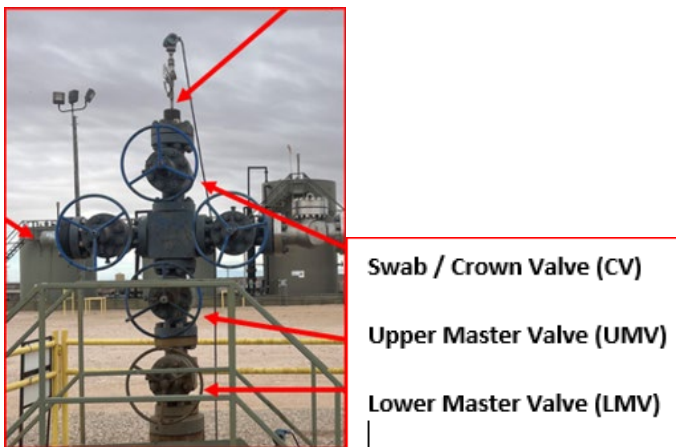 Swab / Crown Valve (CV)
Upper Master Valve (UMV)
Lower Master Valve (LMV)